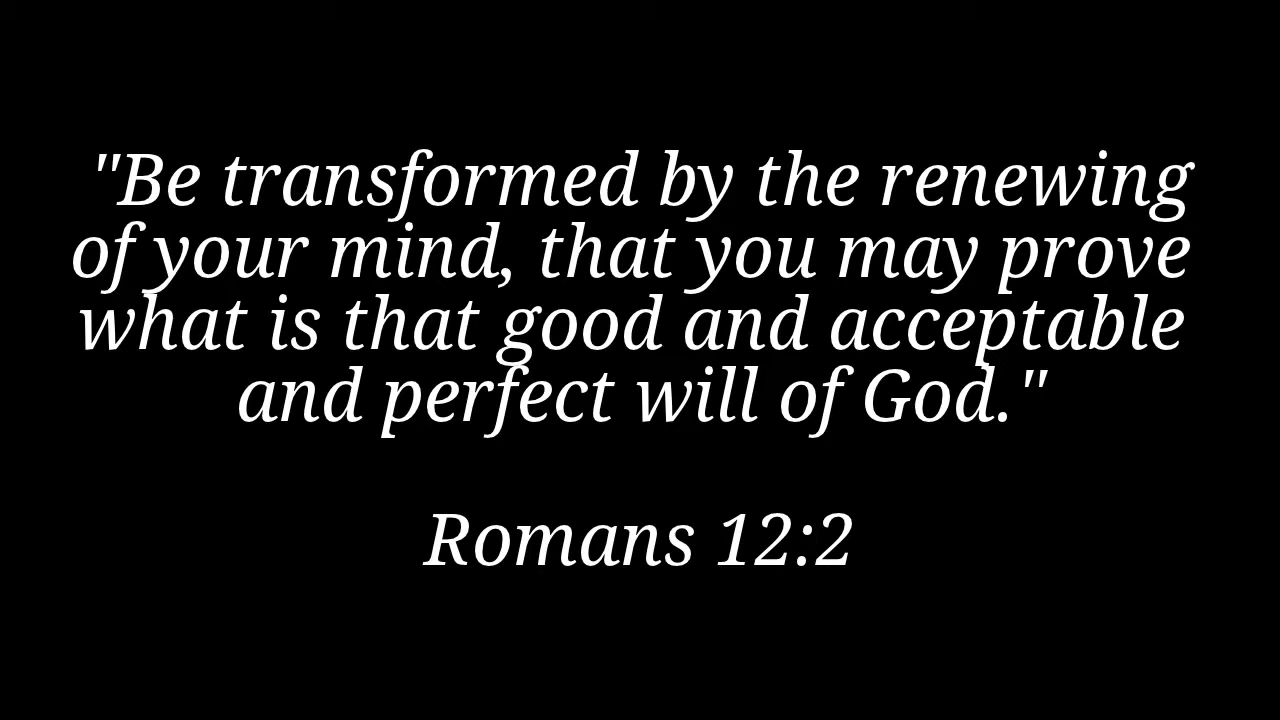 "Be transformed by the renewing
of your mind, that you may prove
what is that good and acceptable
and perfect will of God."
Romans 12:2